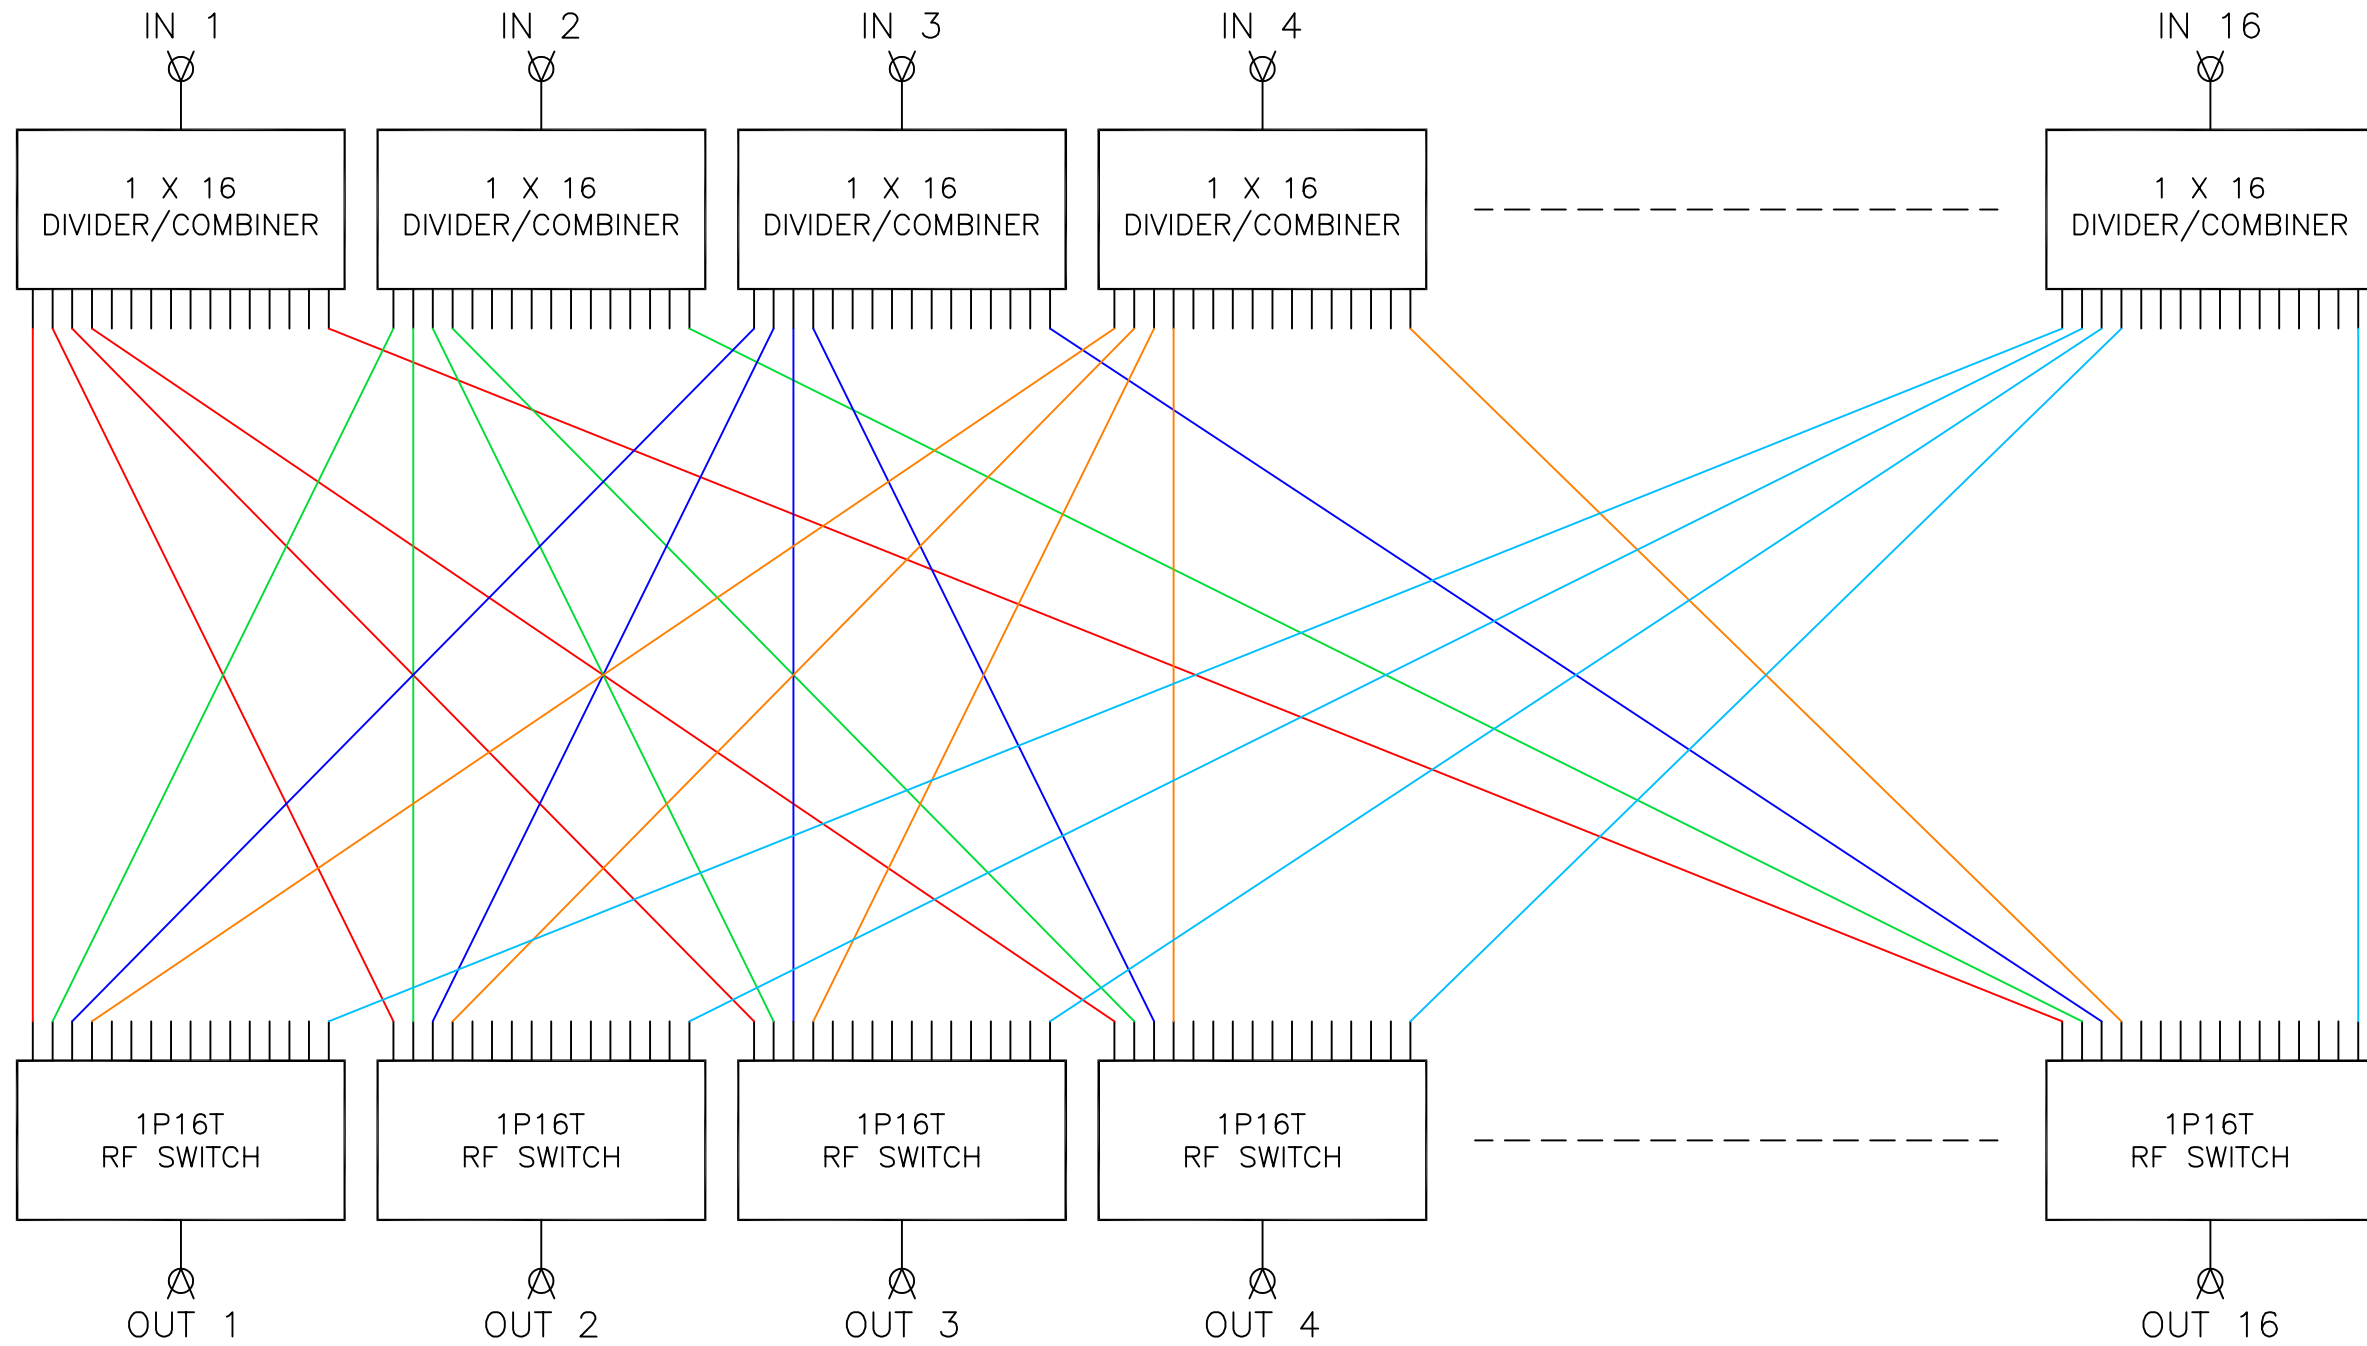 IN 1
IN 2
IN 3
IN 4
IN 16
1 X 16
DIVIDER/COMBINER
1 X 16
DIVIDER/COMBINER
1 X 16
DIVIDER/COMBINER
1 X 16
DIVIDER/COMBINER
1 X 16
DIVIDER/COMBINER
1P16T
RF SWITCH
1P16T
RF SWITCH
1P16T
RF SWITCH
1P16T
RF SWITCH
1P16T
RF SWITCH
OUT 1
OUT 2
OUT 3
OUT 4
OUT 16